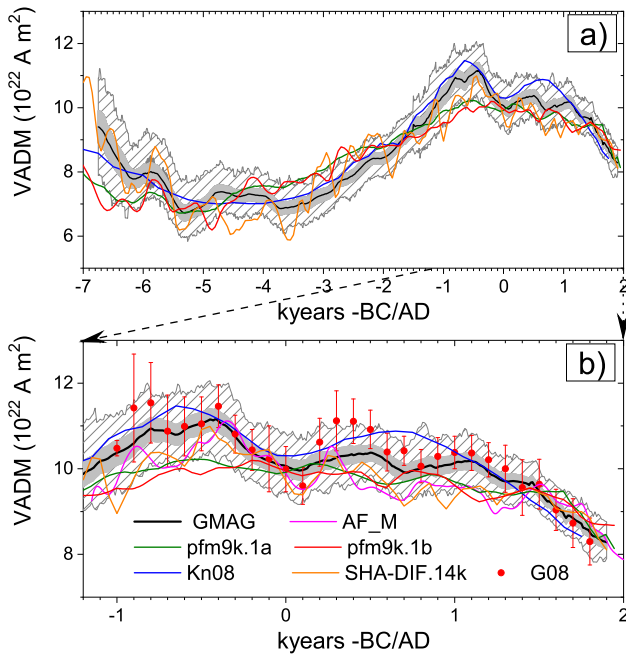 a)
12
10
8
6
VADM (10²² A m²)
-7 -6 -5 -4 -3 -2 -1 0 1 2
kyears -BC/AD
b)
12
10
8
VADM (10²² A m²)
GMAG AF_M
pfm9k.1a pfm9k.1b
Kn08 SHA-DIF.14k G08
-1 0 1 2
kyears -BC/AD